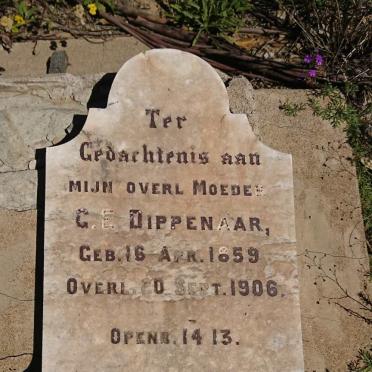 Ter
Gedachtenis aan
MIJN OVERL MOEDER
G.E. DIPPENAAR,
GEB. 16 APR. 1859
OVERL. 20 SEPT. 1906.
OPENB. 14 13.